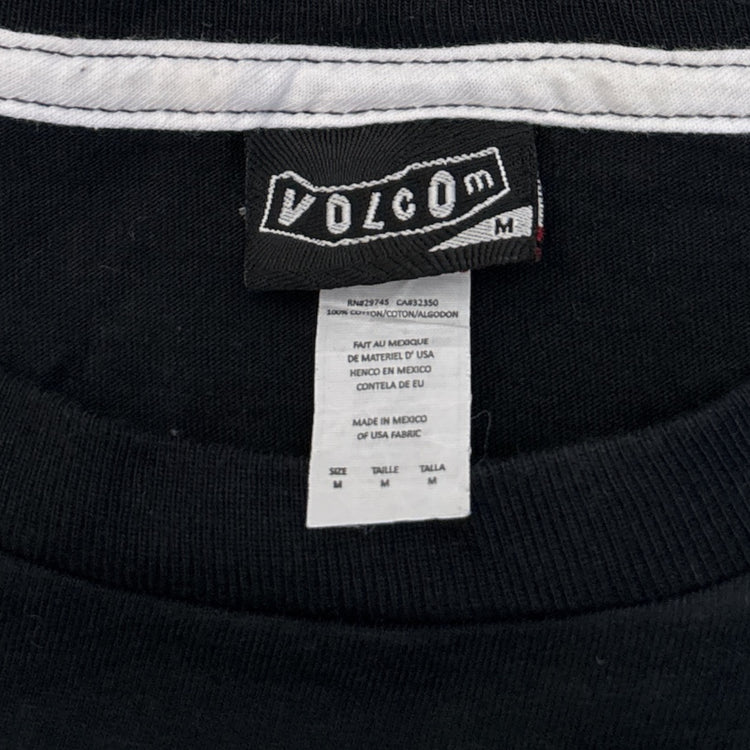 VOLCOm
M
RN#29745 CA#32350
100% COTTON/COTON/ALGODON
FAIT AU MEXIQUE
DE MATERIEL D' USA
HENCO EN MEXICO
CONTELA DE EU
MADE IN MEXICO
OF USA FABRIC
SIZE TAILLE TALLA
M M M